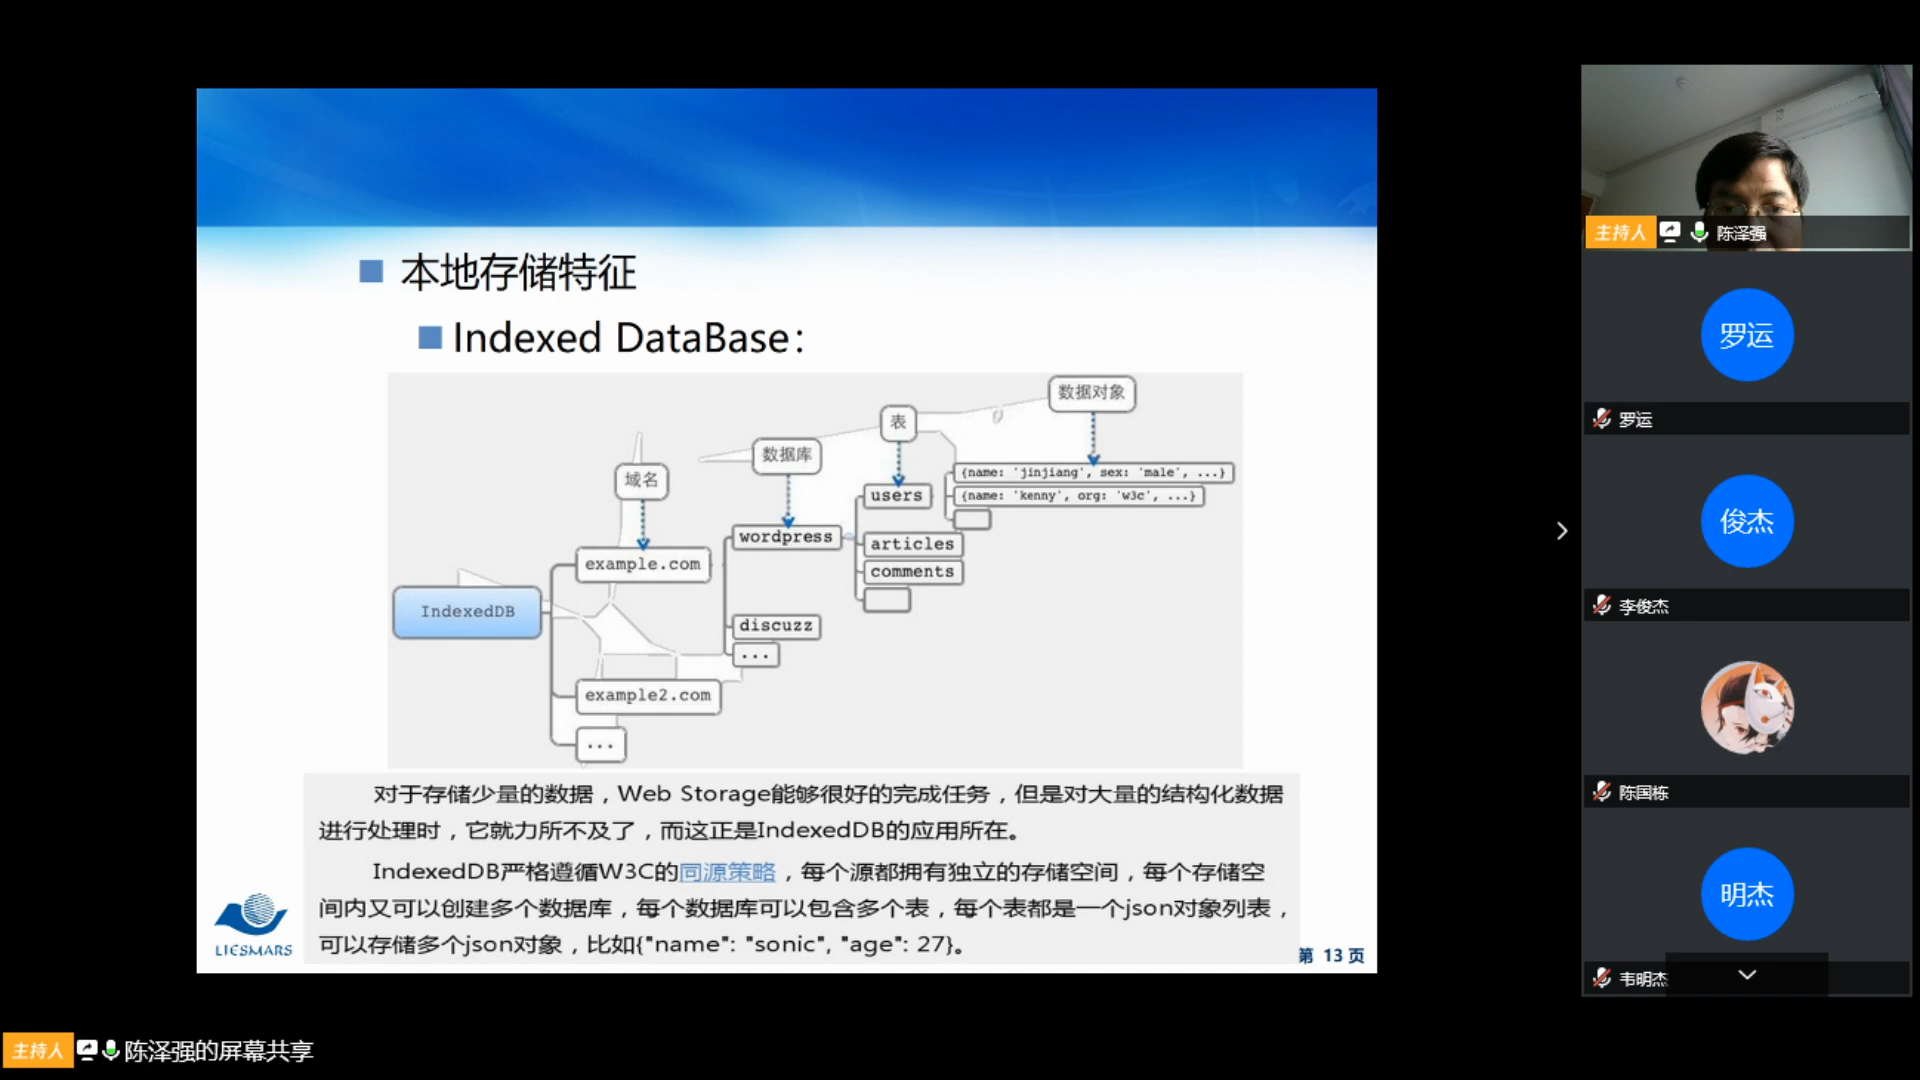 本地存储特征
Indexed DataBase：
数据对象
表
数据库
域名
{name: 'jinjiang', sex: 'male', ...}
{name: 'kenny', org: 'w3c', ...}
users
wordpress
articles
example.com
comments
IndexedDB
discuzz
...
example2.com
...
对于存储少量的数据，Web Storage能够很好的完成任务，但是对大量的结构化数据
进行处理时，它就力所不及了，而这正是IndexedDB的应用所在。
IndexedDB严格遵循W3C的同源策略，每个源都拥有独立的存储空间，每个存储空
间内又可以创建多个数据库，每个数据库可以包含多个表，每个表都是一个json对象列表，
可以存储多个json对象，比如{"name": "sonic", "age": 27}。
LIESMARS
第 13 页
主持人 陈泽强
罗运
罗运
俊杰
李俊杰
陈国栋
明杰
韦明杰
主持人 陈泽强的屏幕共享